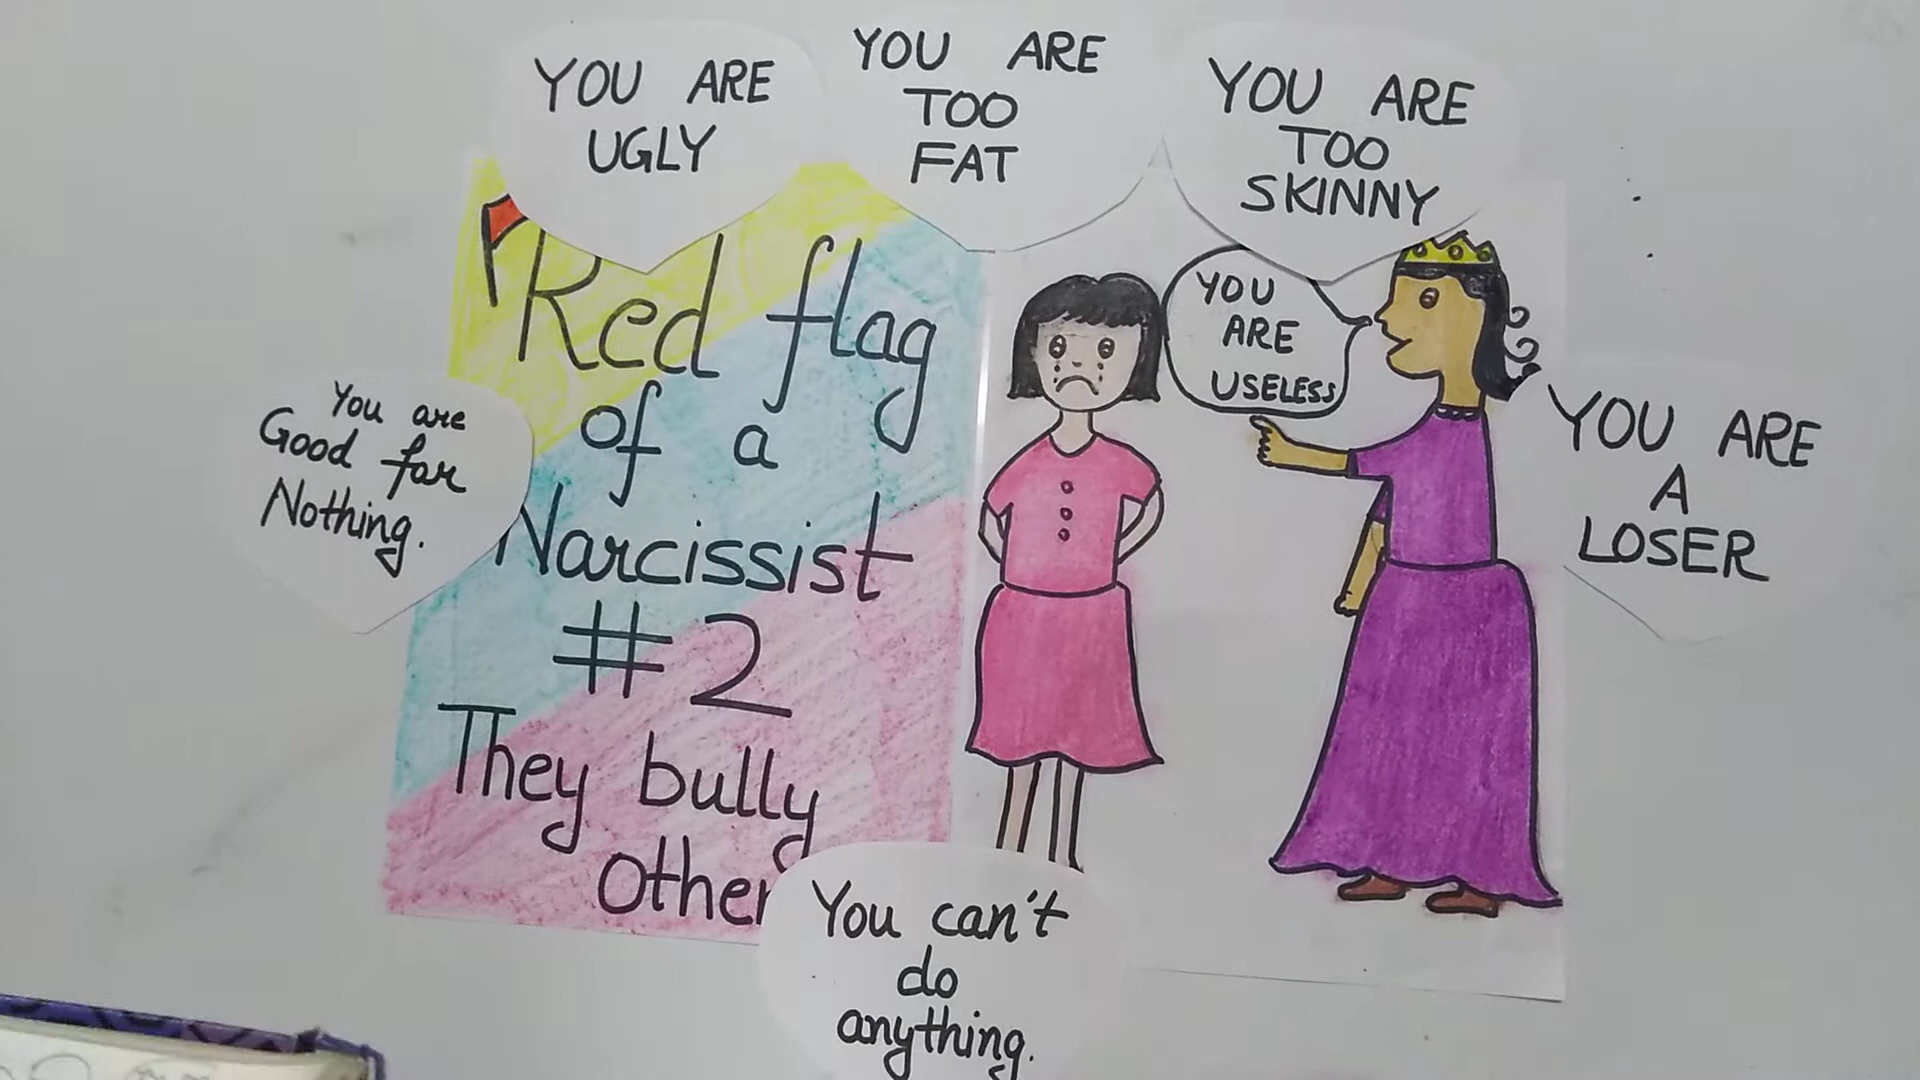 YOU ARE
UGLY
YOU ARE
TOO
FAT
YOU ARE
TOO
SKINNY
Red flag
of a
Narcissist
#2
They bully
Other
YOU
ARE
USELESS
You are
Good for
Nothing.
YOU ARE
A
LOSER
You can't
do
anything.